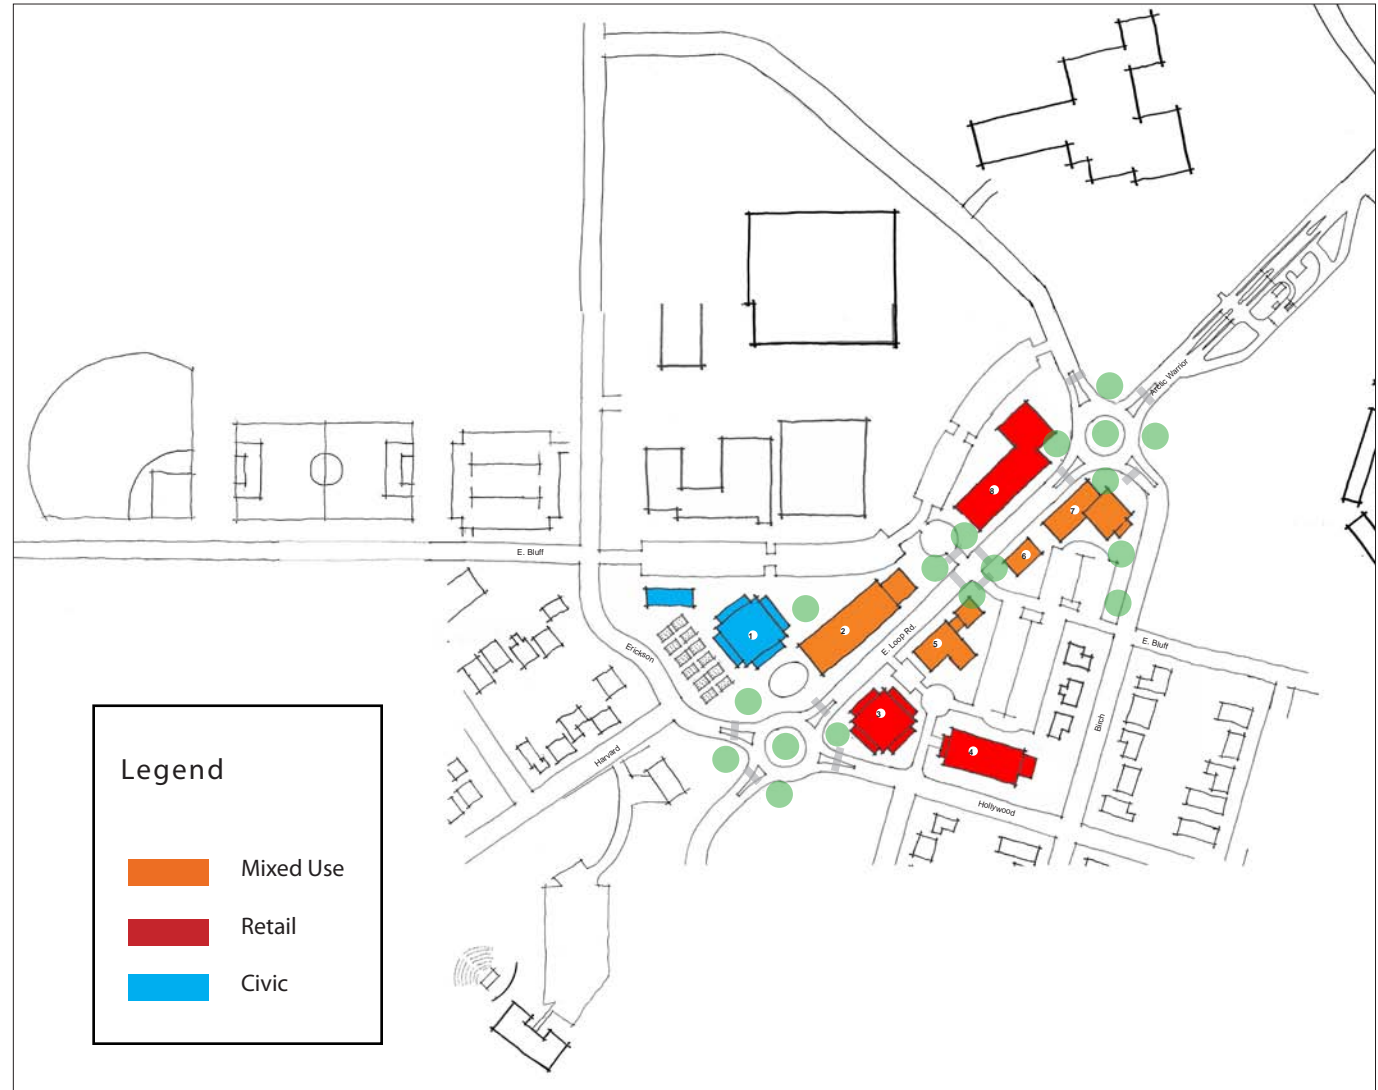 Arctic Warrior
7
E. Bluff
6
1
2
E. Loop Rd.
5
E. Bluff
Erickson
3
Birch
4
Harvard
Hollywood
Legend
Mixed Use
Retail
Civic